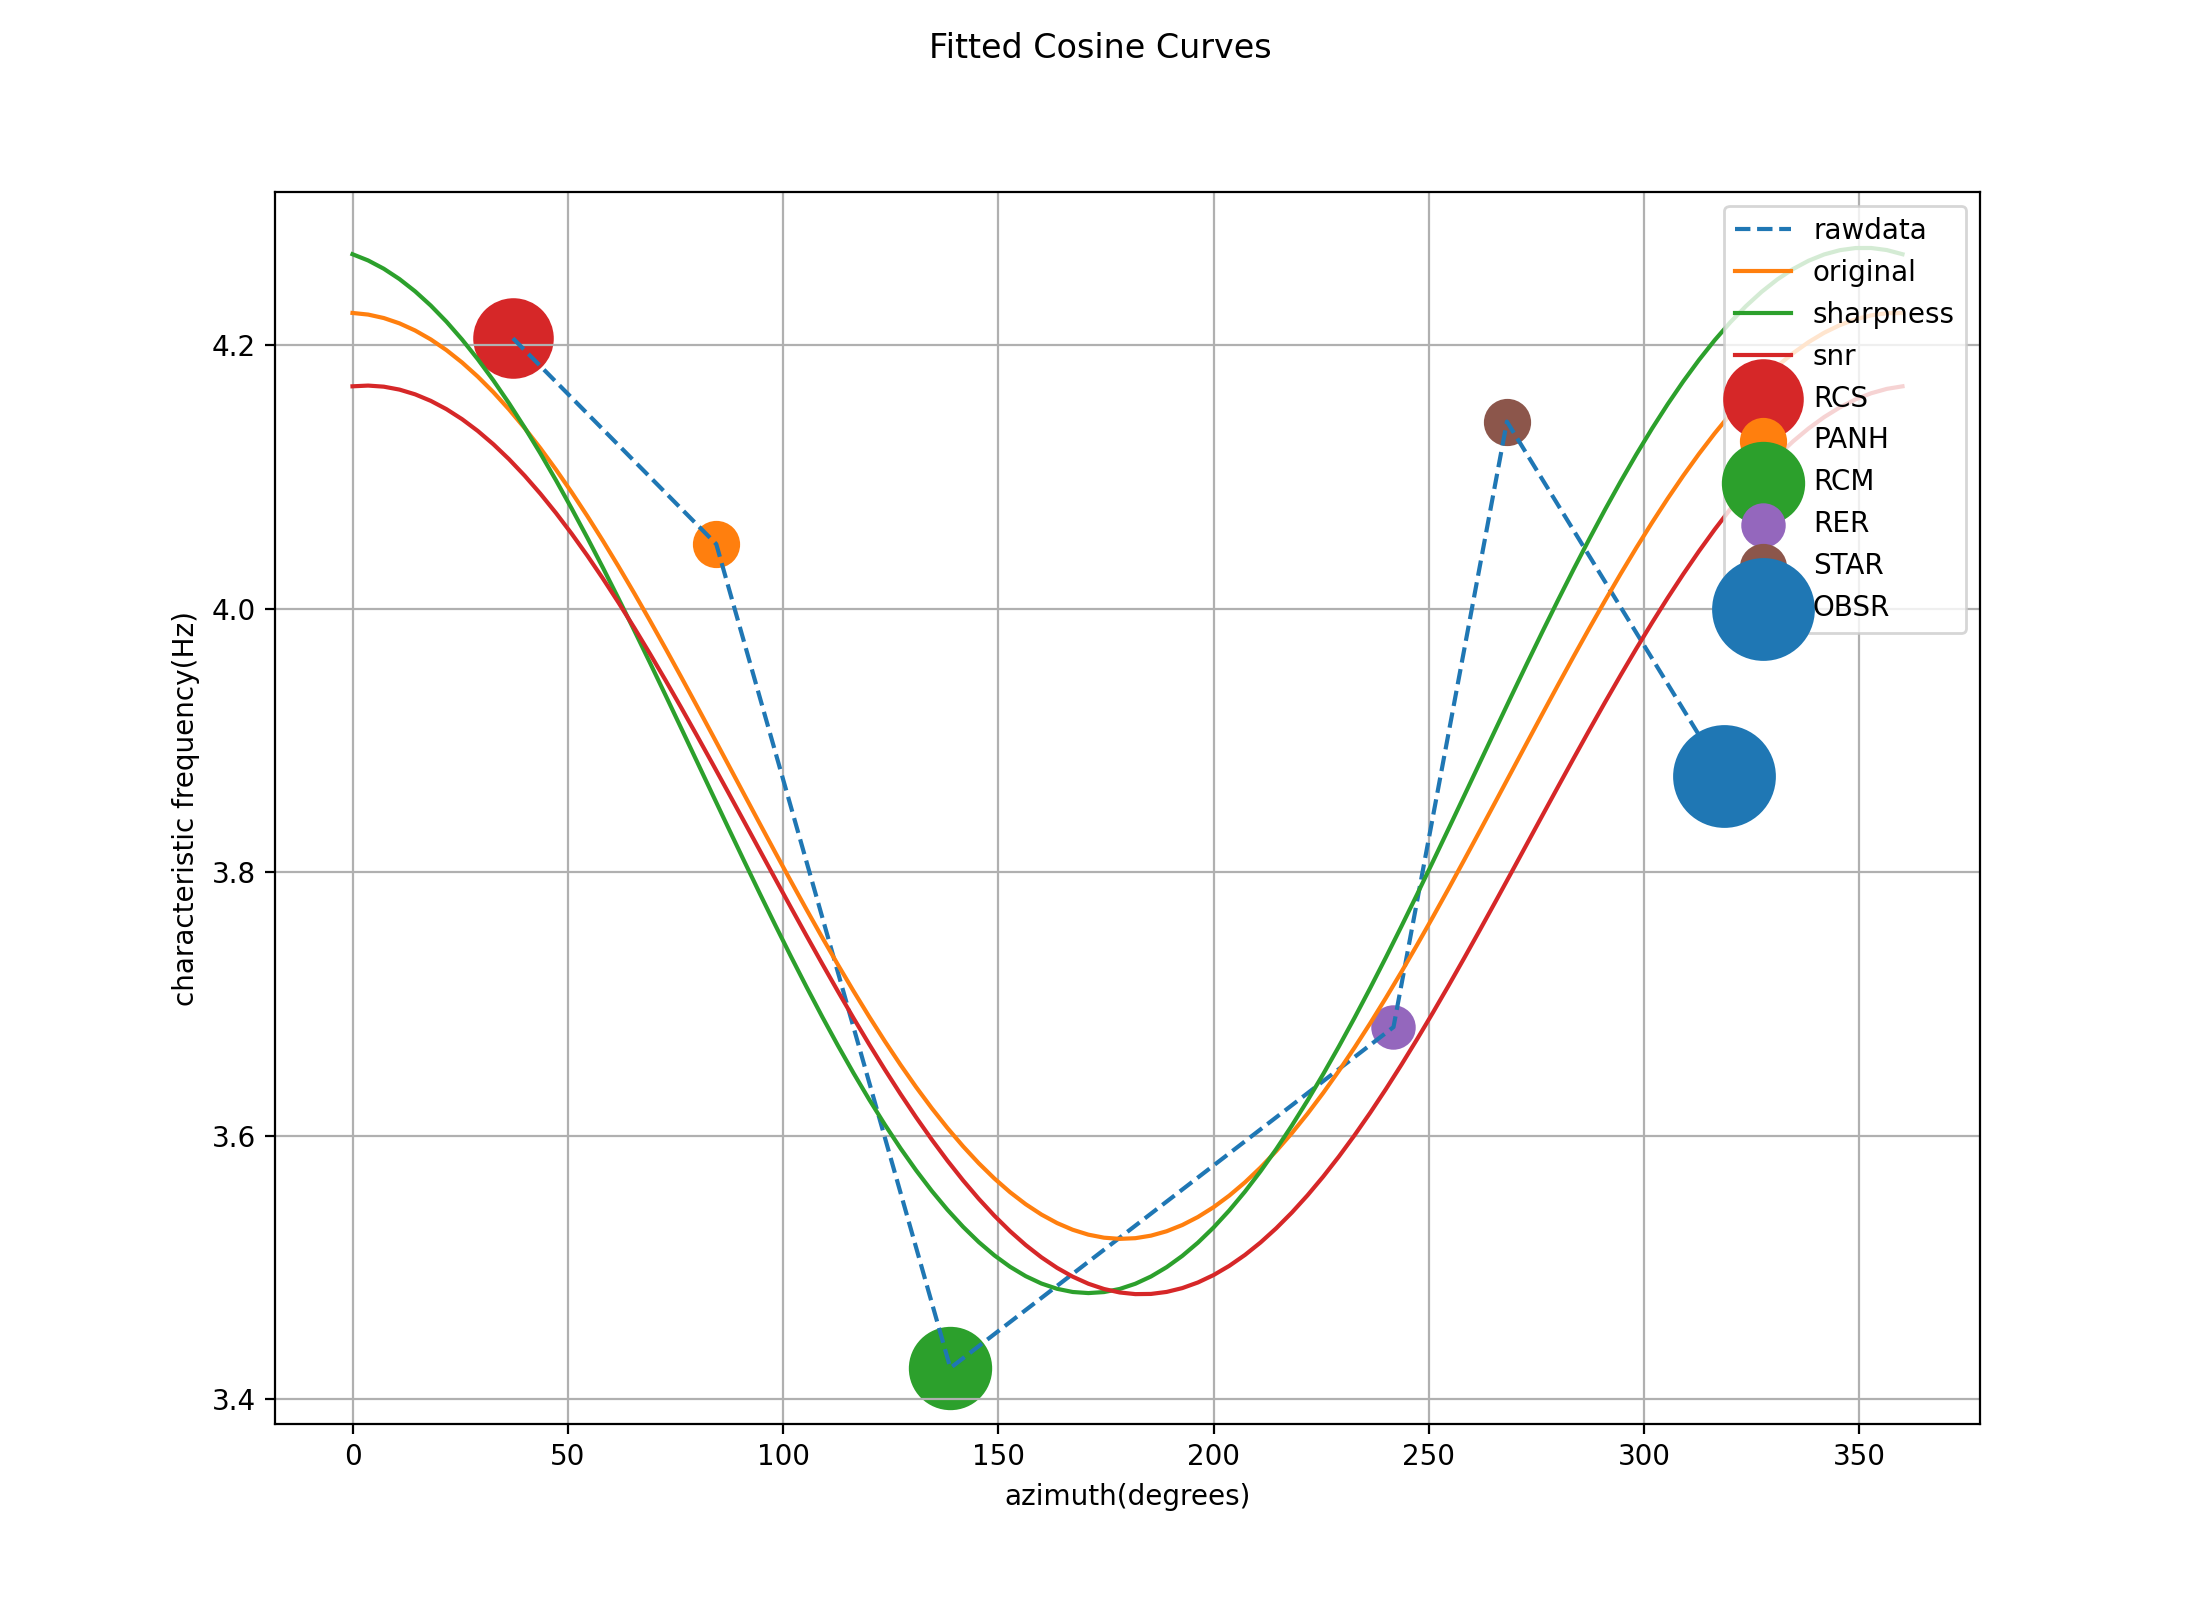 Fitted Cosine Curves
rawdata
original
sharpness
snr
RCS
PANH
RCM
RER
STAR
OBSR
characteristic frequency(Hz)
4.2
4.0
3.8
3.6
3.4
0 50 100 150 200 250 300 350
azimuth(degrees)